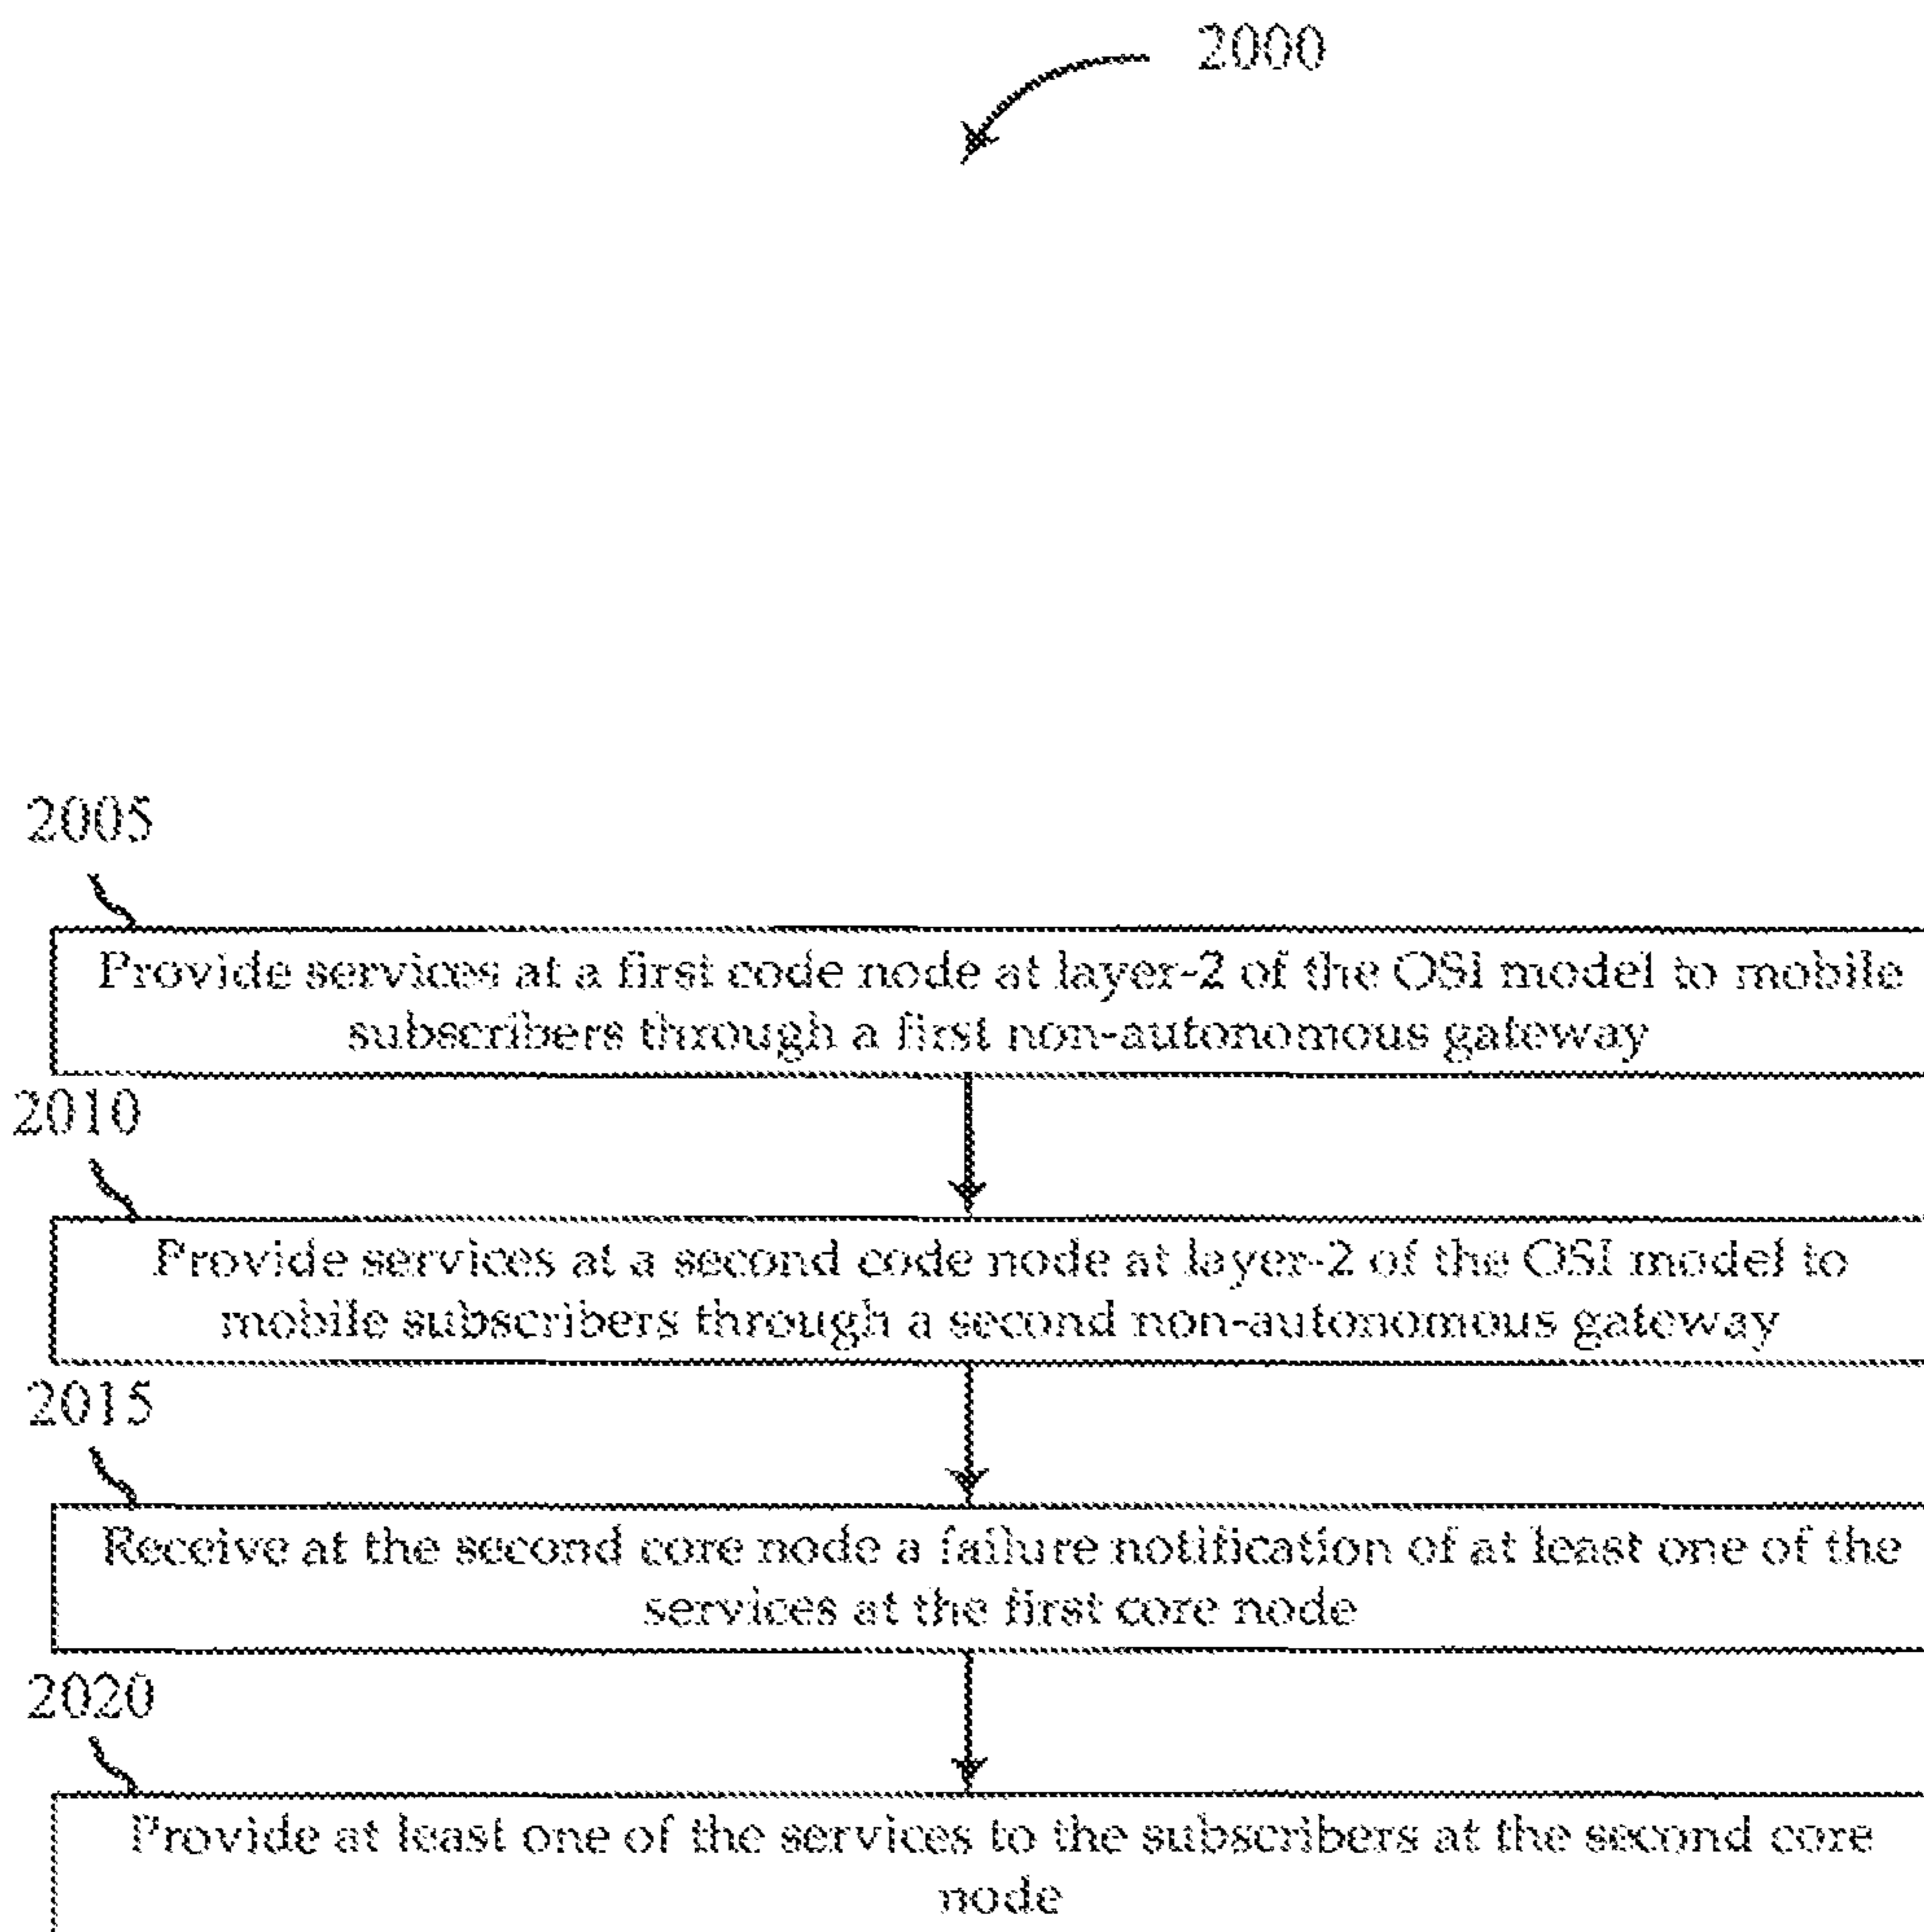 2000
2005
Provide services at a first code node at layer-2 of the OSI model to mobile
subscribers through a first non-autonomous gateway
2010
Provide services at a second code node at layer-2 of the OSI model to
mobile subscribers through a second non-autonomous gateway
2015
Receive at the second core node a failure notification of at least one of the
services at the first core node
2020
Provide at least one of the services to the subscribers at the second core
node